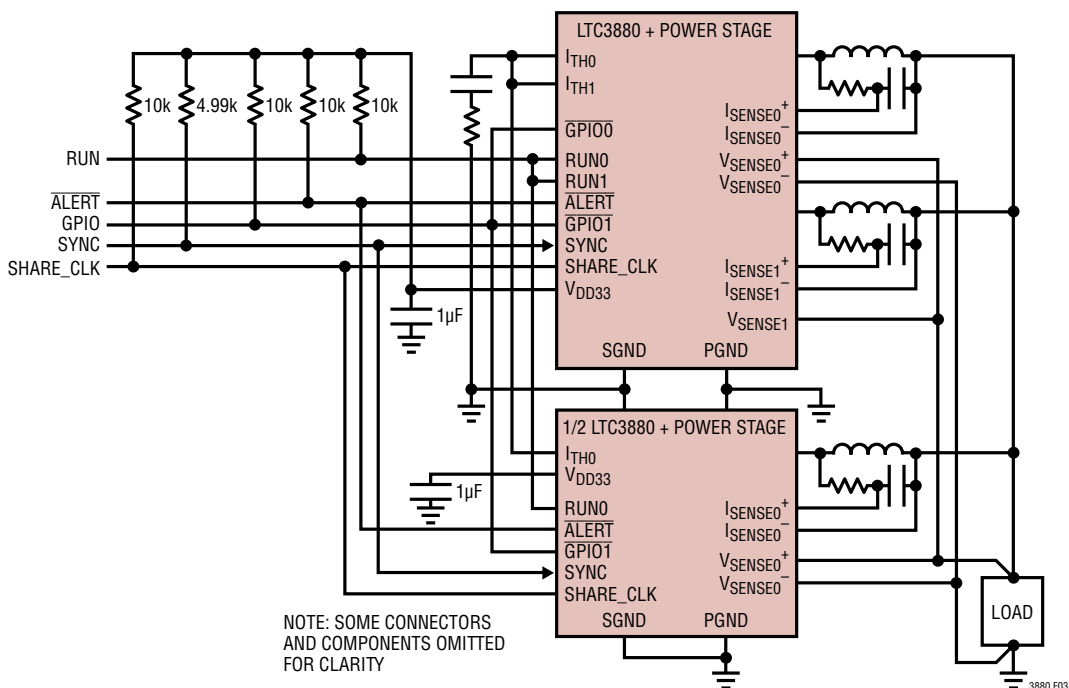 LTC3880 + POWER STAGE
ITH0
ITH1
GPIO0
RUN0
RUN1
ALERT
GPIO1
SYNC
SHARE_CLK
VDD33
SGND
PGND
ISENSE0+
ISENSE0–
VSENSE0+
VSENSE0–
ISENSE1+
ISENSE1–
VSENSE1
10k
4.99k
10k
10k
10k
RUN
ALERT
GPIO
SYNC
SHARE_CLK
1µF
1/2 LTC3880 + POWER STAGE
ITH0
VDD33
RUN0
ALERT
GPIO1
SYNC
SHARE_CLK
SGND
PGND
ISENSE0+
ISENSE0–
VSENSE0+
VSENSE0–
1µF
LOAD
NOTE: SOME CONNECTORS
AND COMPONENTS OMITTED
FOR CLARITY
3880 F03